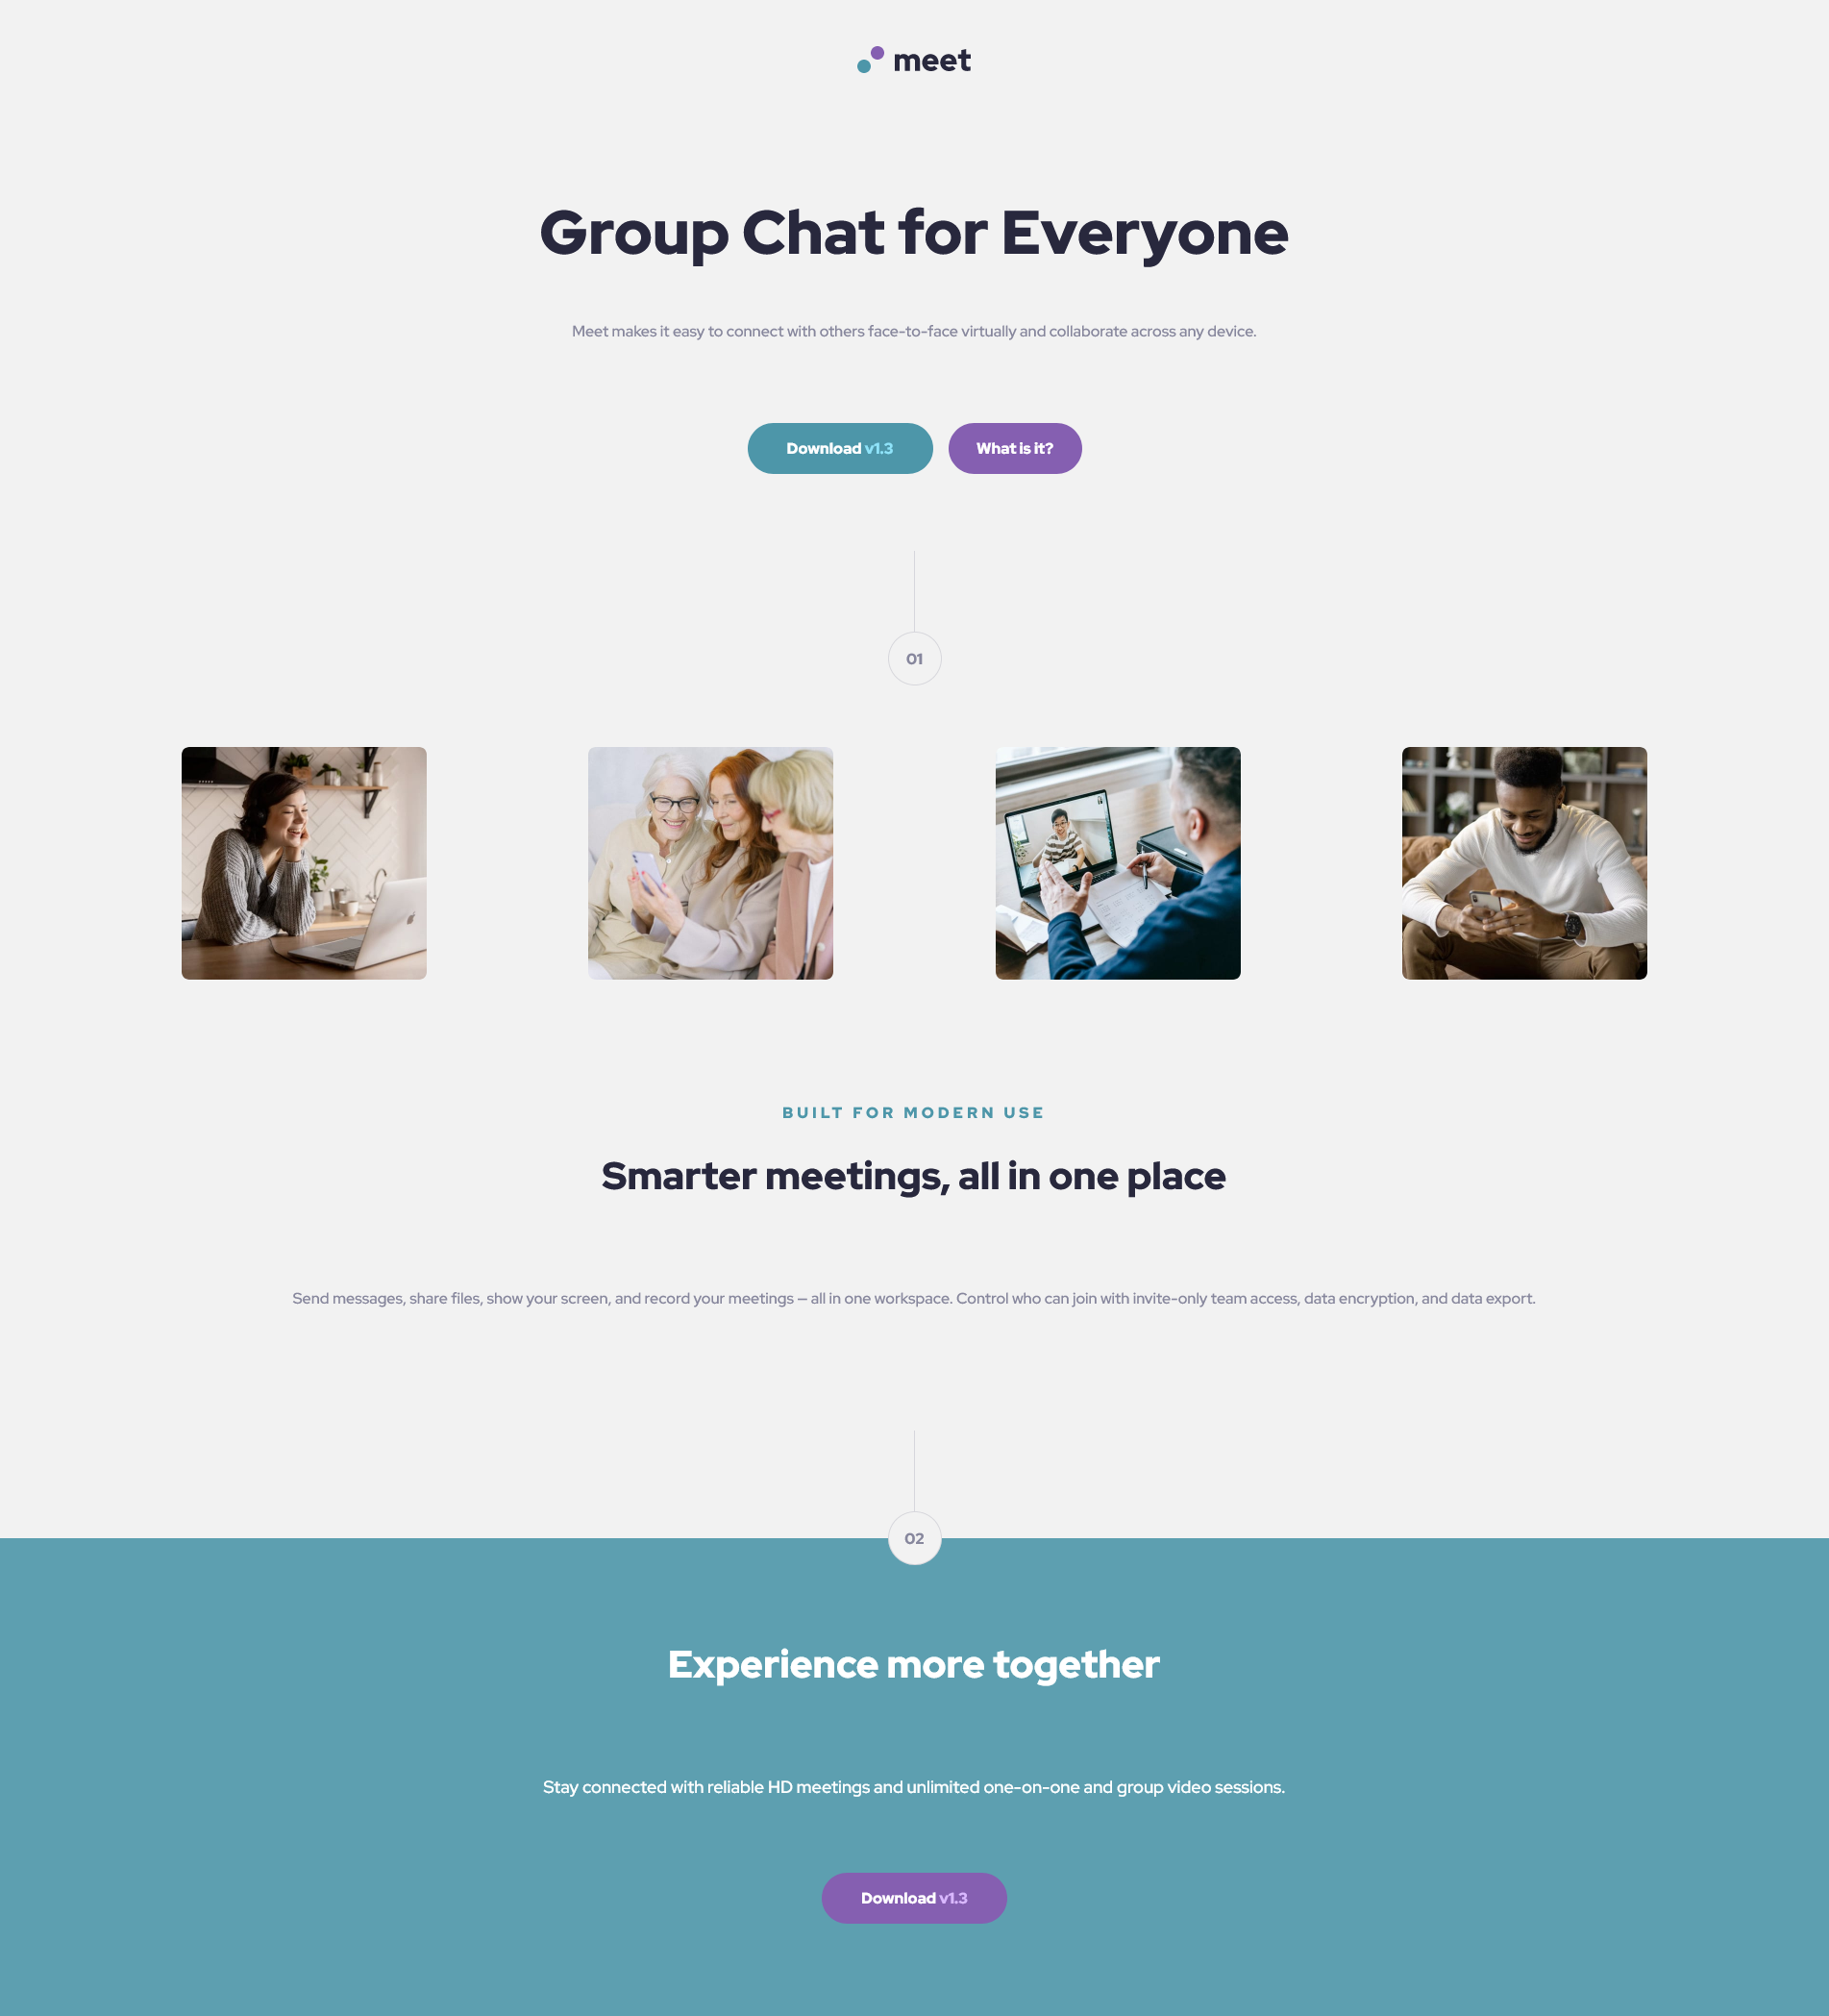 meet
Group Chat for Everyone
Meet makes it easy to connect with others face-to-face virtually and collaborate across any device.
Download v1.3
What is it?
01
BUILT FOR MODERN USE
Smarter meetings, all in one place
Send messages, share files, show your screen, and record your meetings — all in one workspace. Control who can join with invite-only team access, data encryption, and data export.
02
Experience more together
Stay connected with reliable HD meetings and unlimited one-on-one and group video sessions.
Download v1.3